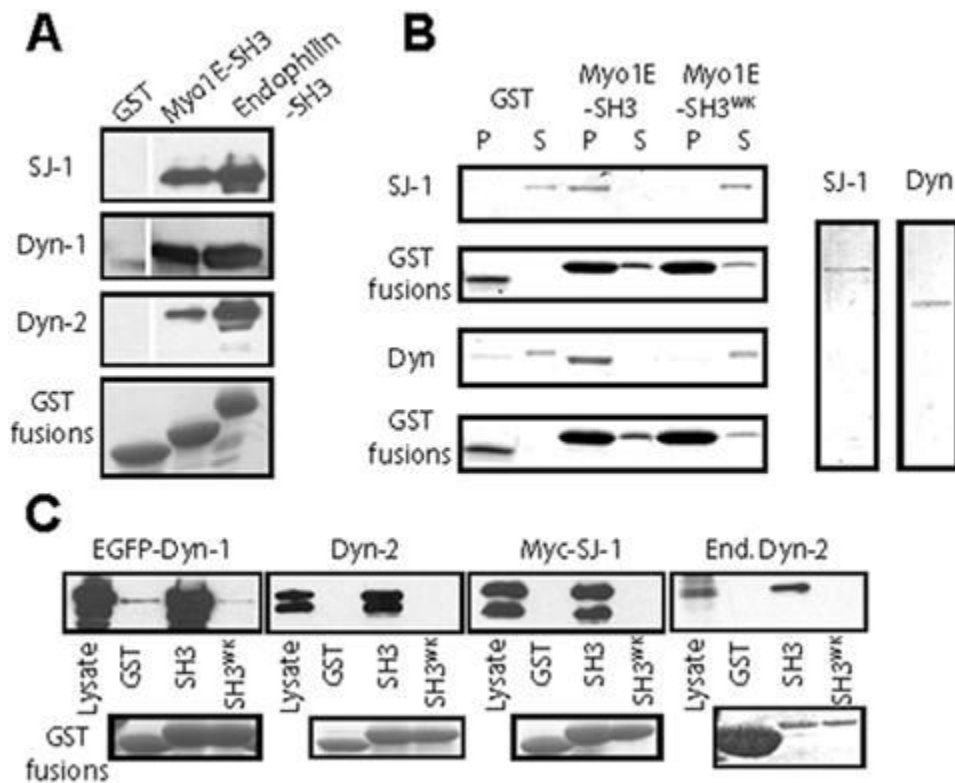 A
GST
Myo1E-SH3
Endophilin
-SH3
SJ-1
Dyn-1
Dyn-2
GST
fusions
B
GST
Myo1E
-SH3
Myo1E
-SH3WK
P S P S P S
SJ-1
GST
fusions
Dyn
GST
fusions
SJ-1 Dyn
C
EGFP-Dyn-1 Dyn-2 Myc-SJ-1 End. Dyn-2
Lysate GST SH3 SH3WK Lysate GST SH3 SH3WK Lysate GST SH3 SH3WK Lysate GST SH3 SH3WK
GST
fusions